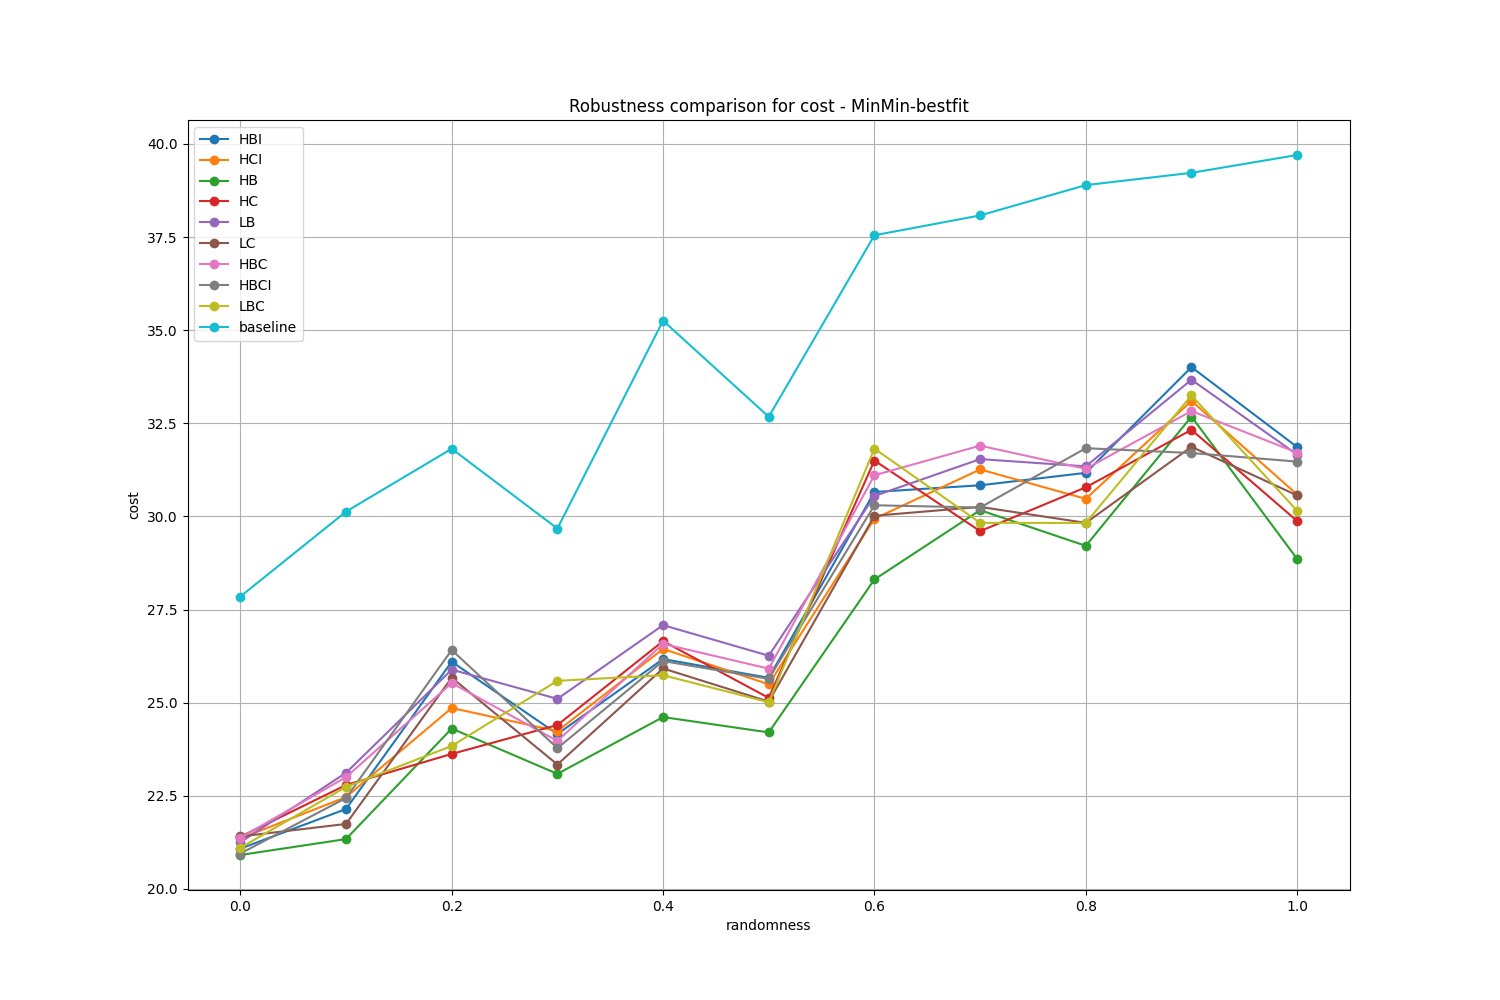 Robustness comparison for cost - MinMin-bestfit
HBI
HCI
HB
HC
LB
LC
HBC
HBCI
LBC
baseline
cost
40.0
37.5
35.0
32.5
30.0
27.5
25.0
22.5
20.0
0.0 0.2 0.4 0.6 0.8 1.0
randomness